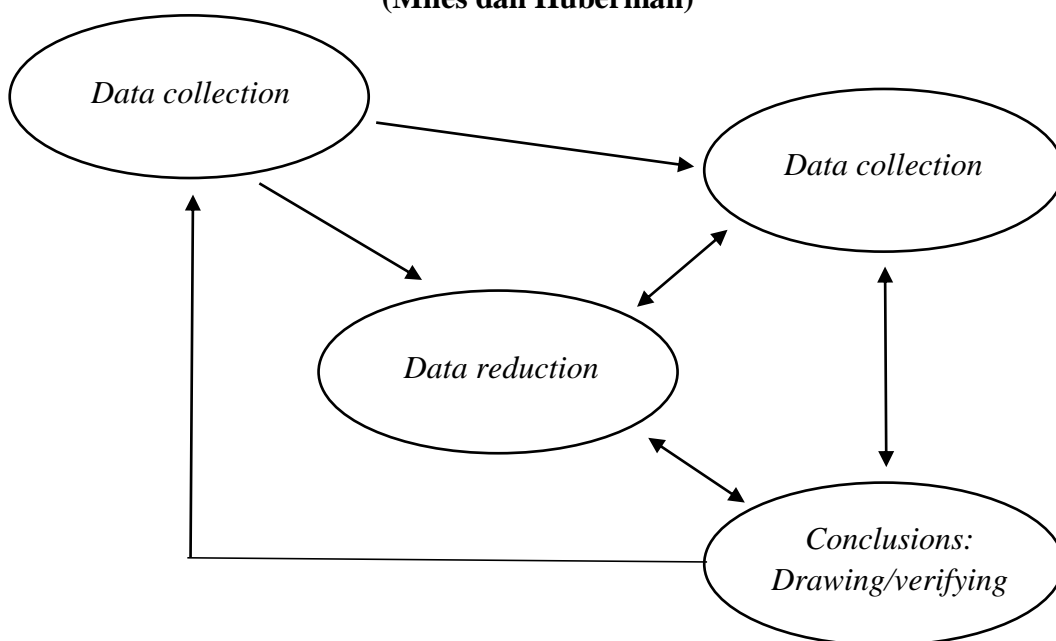 (Miles dan Huberman)
Data collection
Data collection
Data reduction
Conclusions:
Drawing/verifying